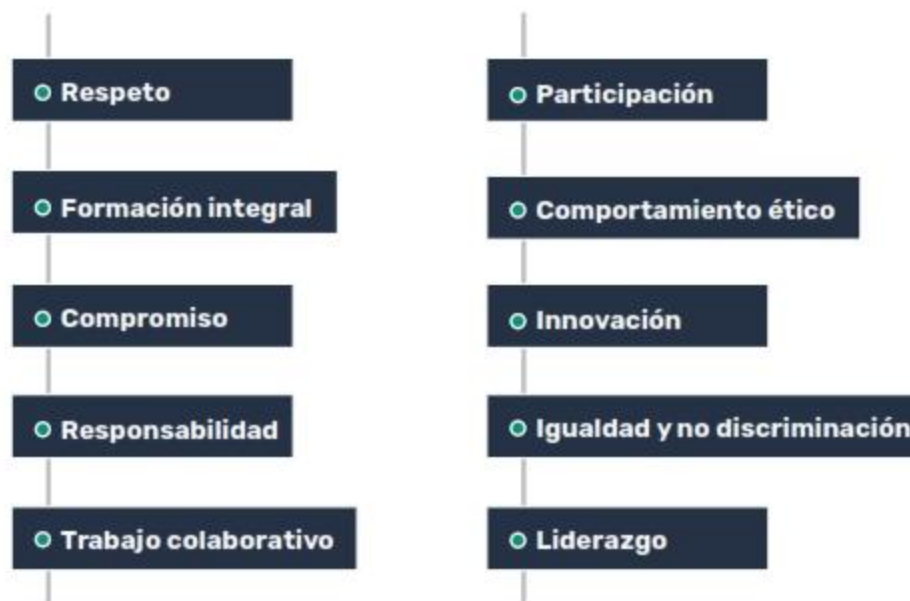 Respeto
Formación integral
Compromiso
Responsabilidad
Trabajo colaborativo
Participación
Comportamiento ético
Innovación
Igualdad y no discriminación
Liderazgo